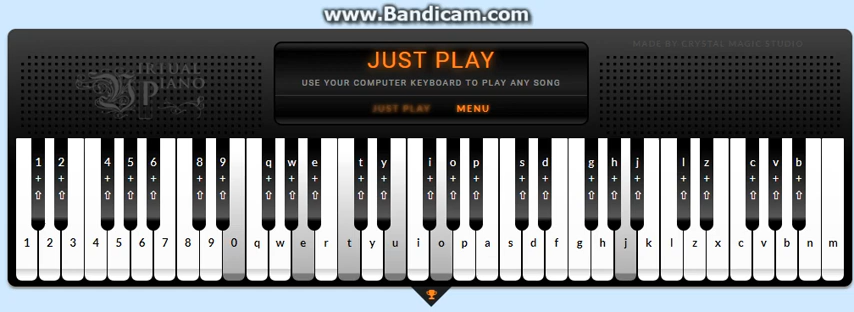 www.Bandicam.com
MADE BY CRYSTAL MAGIC STUDIO
VIRTUAL
PIANO
JUST PLAY
USE YOUR COMPUTER KEYBOARD TO PLAY ANY SONG
JUST PLAY MENU
1 2 4 5 6 8 9 q w e t y i o p s d g h j l z c v b
+ + + + + + + + + + + + + + + + + + + + + + + + +
⇧ ⇧ ⇧ ⇧ ⇧ ⇧ ⇧ ⇧ ⇧ ⇧ ⇧ ⇧ ⇧ ⇧ ⇧ ⇧ ⇧ ⇧ ⇧ ⇧ ⇧ ⇧ ⇧ ⇧ ⇧
1 2 3 4 5 6 7 8 9 0 q w e r t y u i o p a s d f g h j k l z x c v b n m